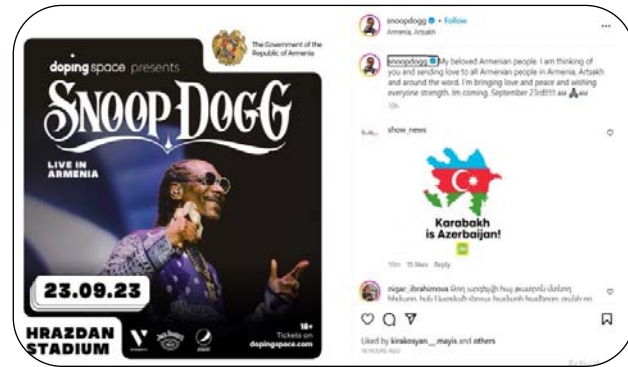 The Government of the
Republic of Armenia
doping space presents
SNOOP DOGG
LIVE IN
ARMENIA
23.09.23
HRAZDAN
STADIUM
18+
Tickets on
dopingspace.com
snoopdogg • Follow
Armenia, Artsakh
snoopdogg My beloved Armenian people. I am thinking of
you and sending love to all Armenian people in Armenia, Artsakh
and around the word. I'm bringing love and peace and wishing
everyone strength. im coming. September 23rd!!!!!
show_news
Karabakh
is Azerbaijan!
15 likes Reply
nigar_ibrahimova
Liked by kirakosyan__mayis and others
HOURS AGO